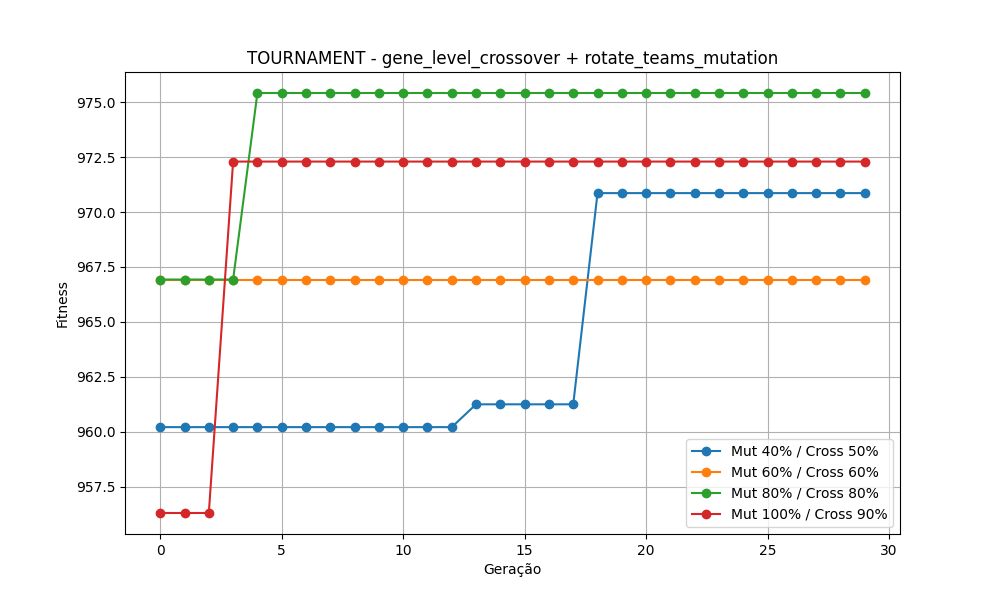 TOURNAMENT - gene_level_crossover + rotate_teams_mutation
Fitness
975.0
972.5
970.0
967.5
965.0
962.5
960.0
957.5
0
5
10
15
20
25
30
Geração
Mut 40% / Cross 50%
Mut 60% / Cross 60%
Mut 80% / Cross 80%
Mut 100% / Cross 90%